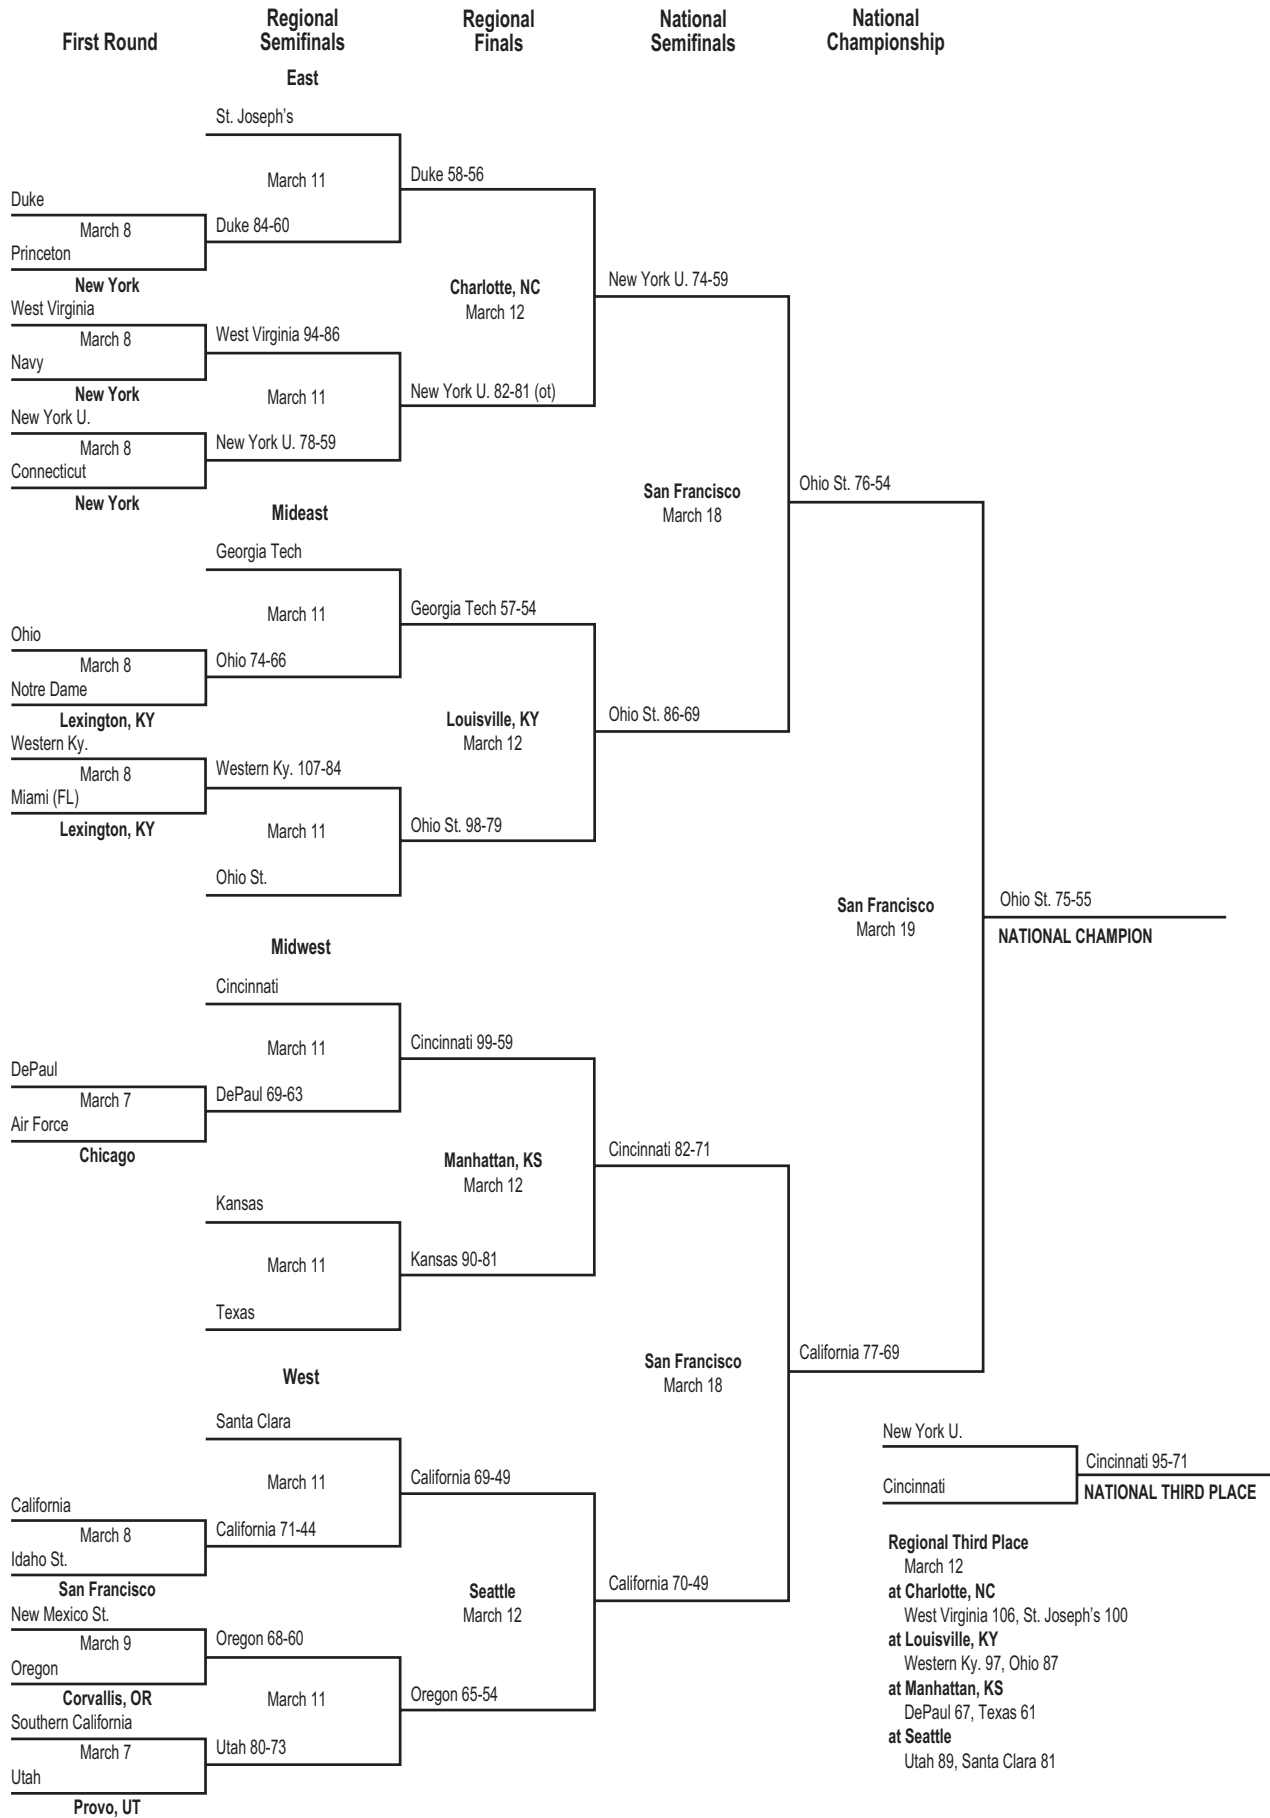 First Round
Regional
Semifinals
Regional
Finals
National
Semifinals
National
Championship
East
St. Joseph's
March 11
Duke 58-56
Duke
March 8
Duke 84-60
Princeton
New York
Charlotte, NC
March 12
New York U. 74-59
West Virginia
March 8
West Virginia 94-86
Navy
New York
March 11
New York U. 82-81 (ot)
New York U.
March 8
New York U. 78-59
Connecticut
New York
San Francisco
March 18
Ohio St. 76-54
Mideast
Georgia Tech
March 11
Georgia Tech 57-54
Ohio
March 8
Ohio 74-66
Notre Dame
Lexington, KY
Louisville, KY
March 12
Ohio St. 86-69
Western Ky.
March 8
Western Ky. 107-84
Miami (FL)
Lexington, KY
March 11
Ohio St. 98-79
Ohio St.
San Francisco
March 19
Ohio St. 75-55
NATIONAL CHAMPION
Midwest
Cincinnati
March 11
Cincinnati 99-59
DePaul
March 7
DePaul 69-63
Air Force
Chicago
Manhattan, KS
March 12
Cincinnati 82-71
Kansas
March 11
Kansas 90-81
Texas
San Francisco
March 18
California 77-69
West
Santa Clara
March 11
California 69-49
California
March 8
California 71-44
Idaho St.
San Francisco
Seattle
March 12
California 70-49
New Mexico St.
March 9
Oregon 68-60
Oregon
Corvallis, OR
March 11
Oregon 65-54
Southern California
March 7
Utah 80-73
Utah
Provo, UT
New York U.
Cincinnati 95-71
Cincinnati
NATIONAL THIRD PLACE
Regional Third Place
March 12
at Charlotte, NC
West Virginia 106, St. Joseph's 100
at Louisville, KY
Western Ky. 97, Ohio 87
at Manhattan, KS
DePaul 67, Texas 61
at Seattle
Utah 89, Santa Clara 81